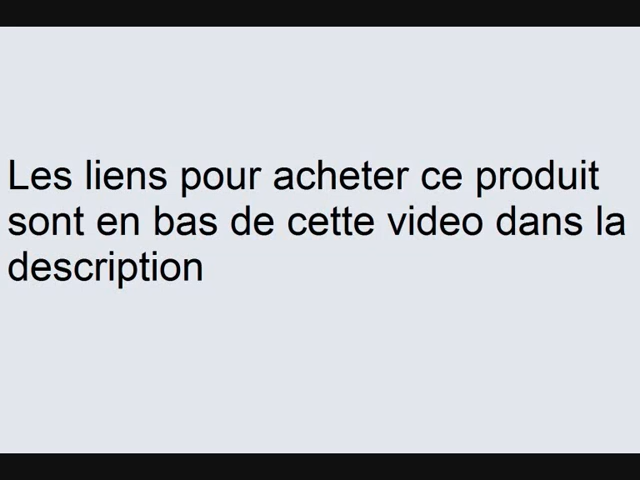 Les liens pour acheter ce produit
sont en bas de cette video dans la
description